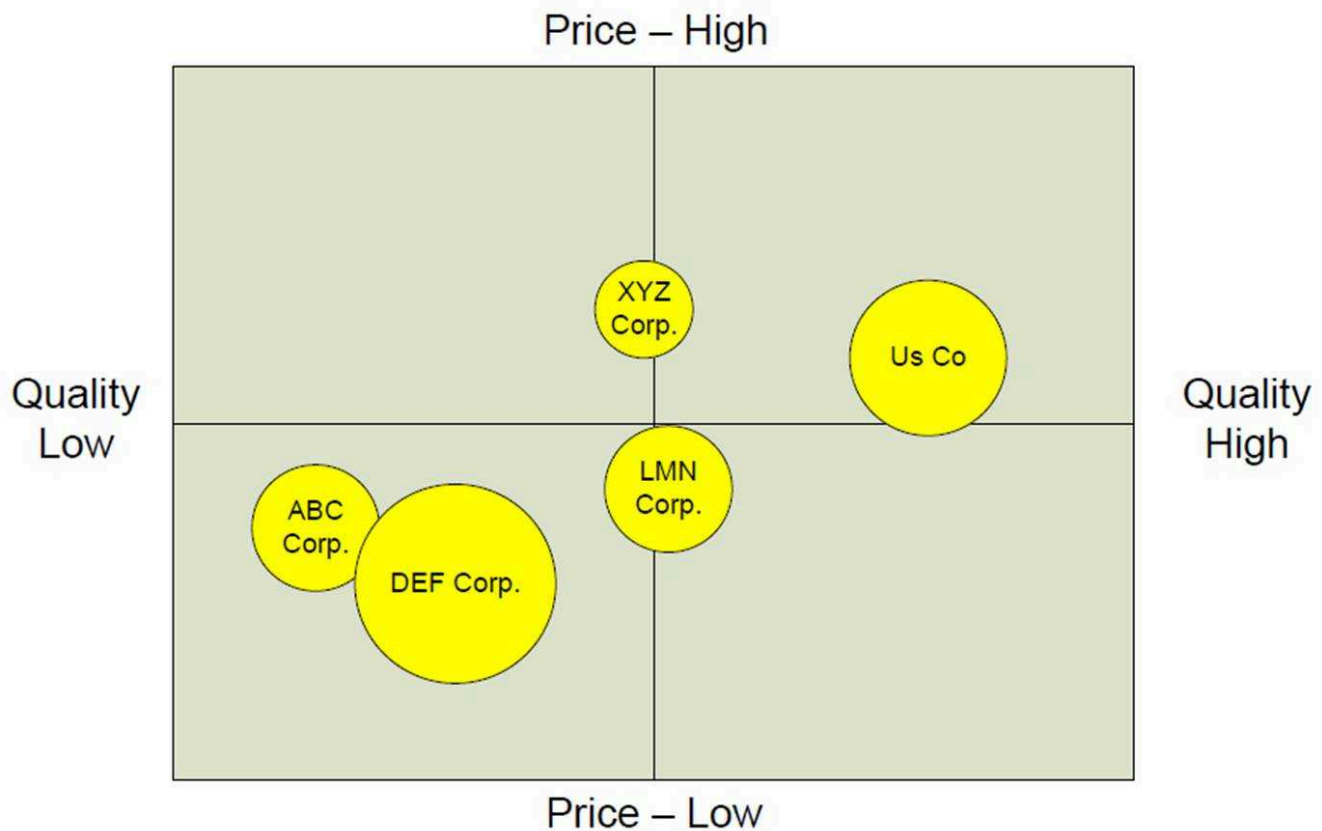 Price – High
XYZ
Corp.
Us Co
Quality
Low
Quality
High
LMN
Corp.
ABC
Corp.
DEF Corp.
Price – Low